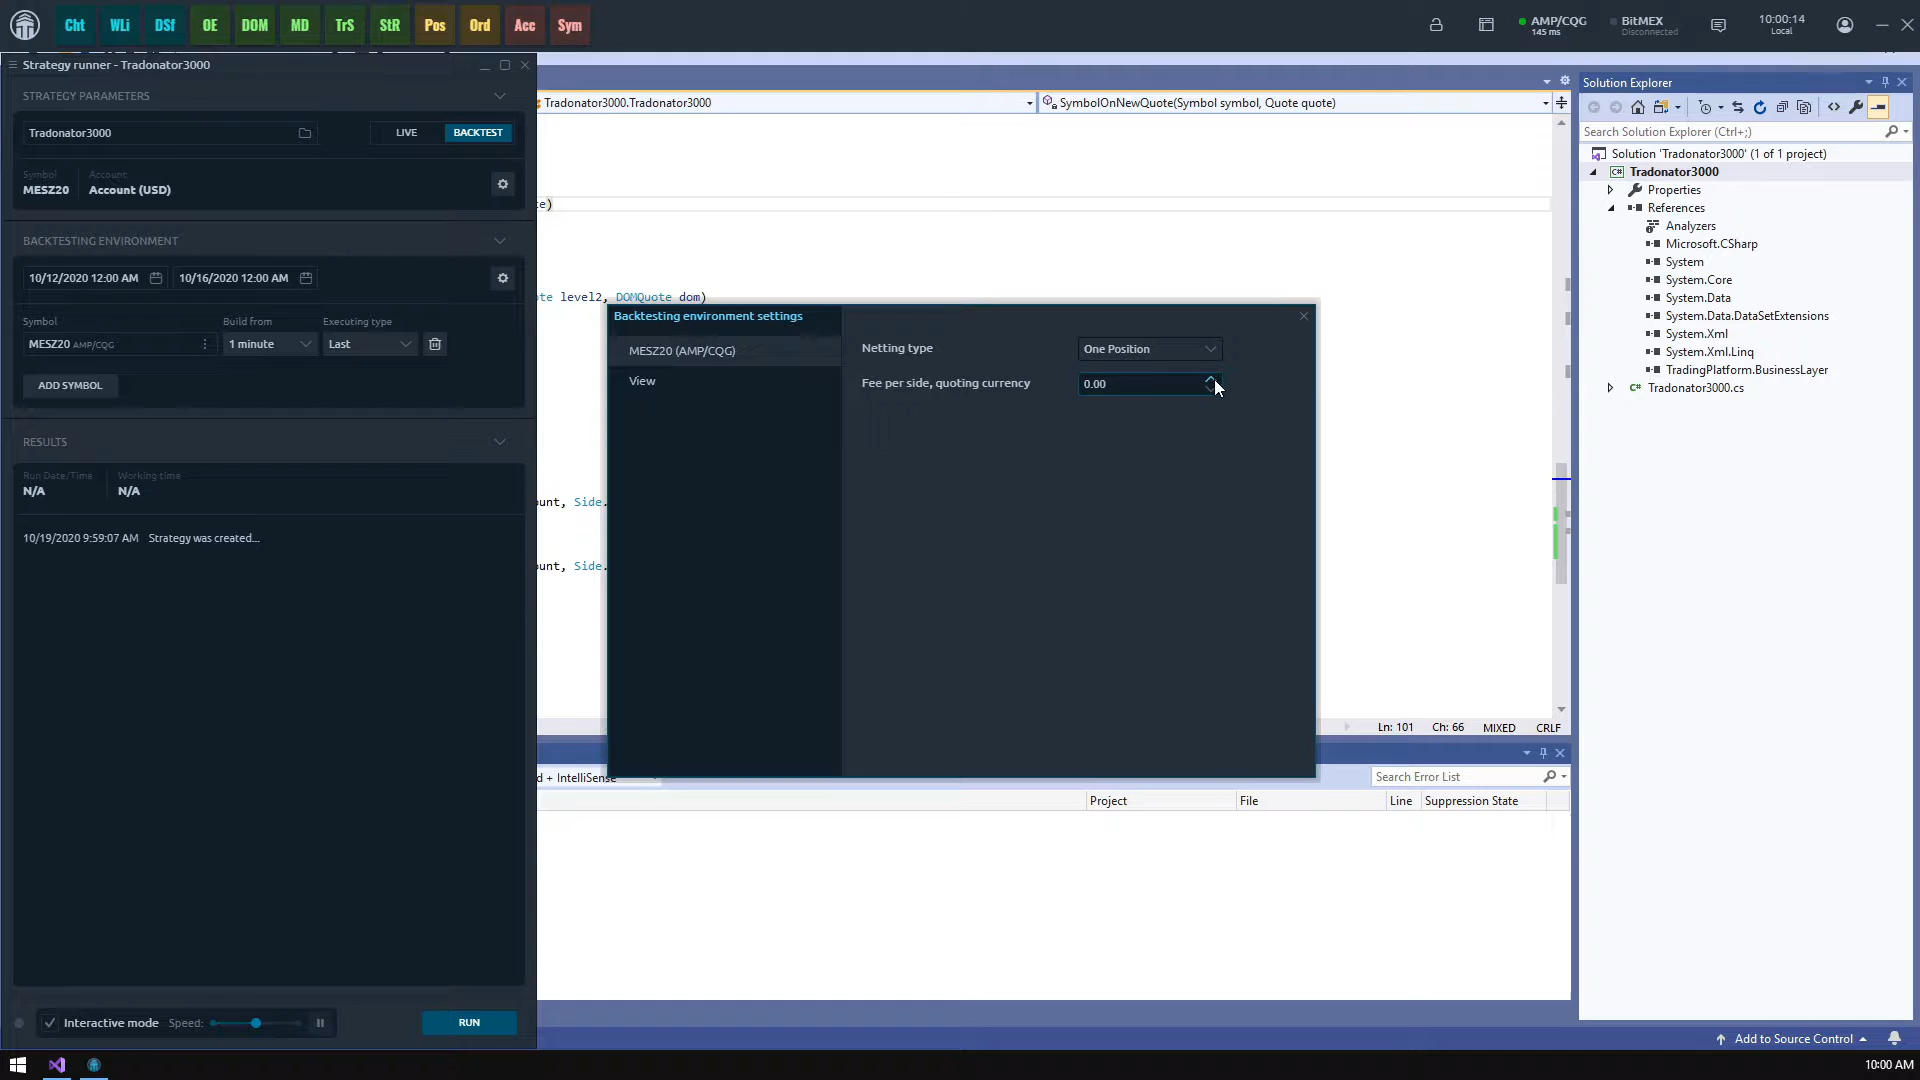 Cht WLi DSf OE DOM MD TrS StR Pos Ord Acc Sym
AMP/CQG
145 ms
BitMEX
Disconnected
10:00:14
Local
Strategy runner - Tradonator3000
STRATEGY PARAMETERS
Tradonator3000
LIVE
BACKTEST
Symbol
MESZ20
Account
Account (USD)
BACKTESTING ENVIRONMENT
10/12/2020 12:00 AM
10/16/2020 12:00 AM
Symbol
Build from
Executing type
MESZ20 AMP/CQG
1 minute
Last
ADD SYMBOL
RESULTS
Run Date/Time
N/A
Working time
N/A
10/19/2020 9:59:07 AM Strategy was created...
Interactive mode
Speed:
RUN
Tradonator3000.Tradonator3000
SymbolOnNewQuote(Symbol symbol, Quote quote)
te)
ote level2, DOMQuote dom)
ount, Side.
ount, Side.
Backtesting environment settings
MESZ20 (AMP/CQG)
View
Netting type
One Position
Fee per side, quoting currency
0.00
Ln: 101
Ch: 66
MIXED
CRLF
d + IntelliSense
Search Error List
Project
File
Line
Suppression State
Solution Explorer
Search Solution Explorer (Ctrl+;)
Solution 'Tradonator3000' (1 of 1 project)
C# Tradonator3000
Properties
References
Analyzers
Microsoft.CSharp
System
System.Core
System.Data
System.Data.DataSetExtensions
System.Xml
System.Xml.Linq
TradingPlatform.BusinessLayer
C# Tradonator3000.cs
Add to Source Control
10:00 AM